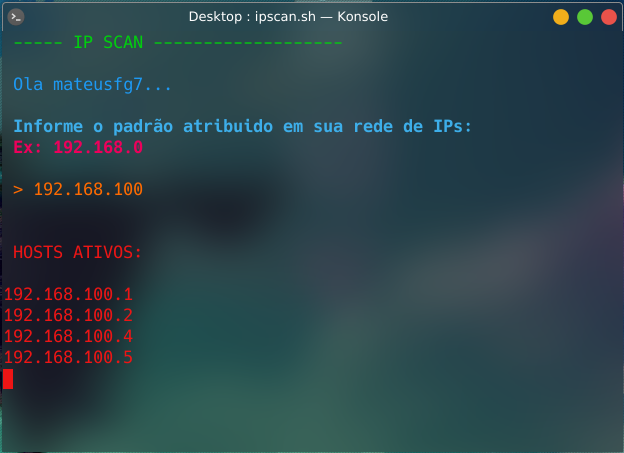 Desktop : ipscan.sh — Konsole
----- IP SCAN -------------------
Ola mateusfg7...
Informe o padrão atribuido em sua rede de IPs:
Ex: 192.168.0
> 192.168.100
HOSTS ATIVOS:
192.168.100.1
192.168.100.2
192.168.100.4
192.168.100.5